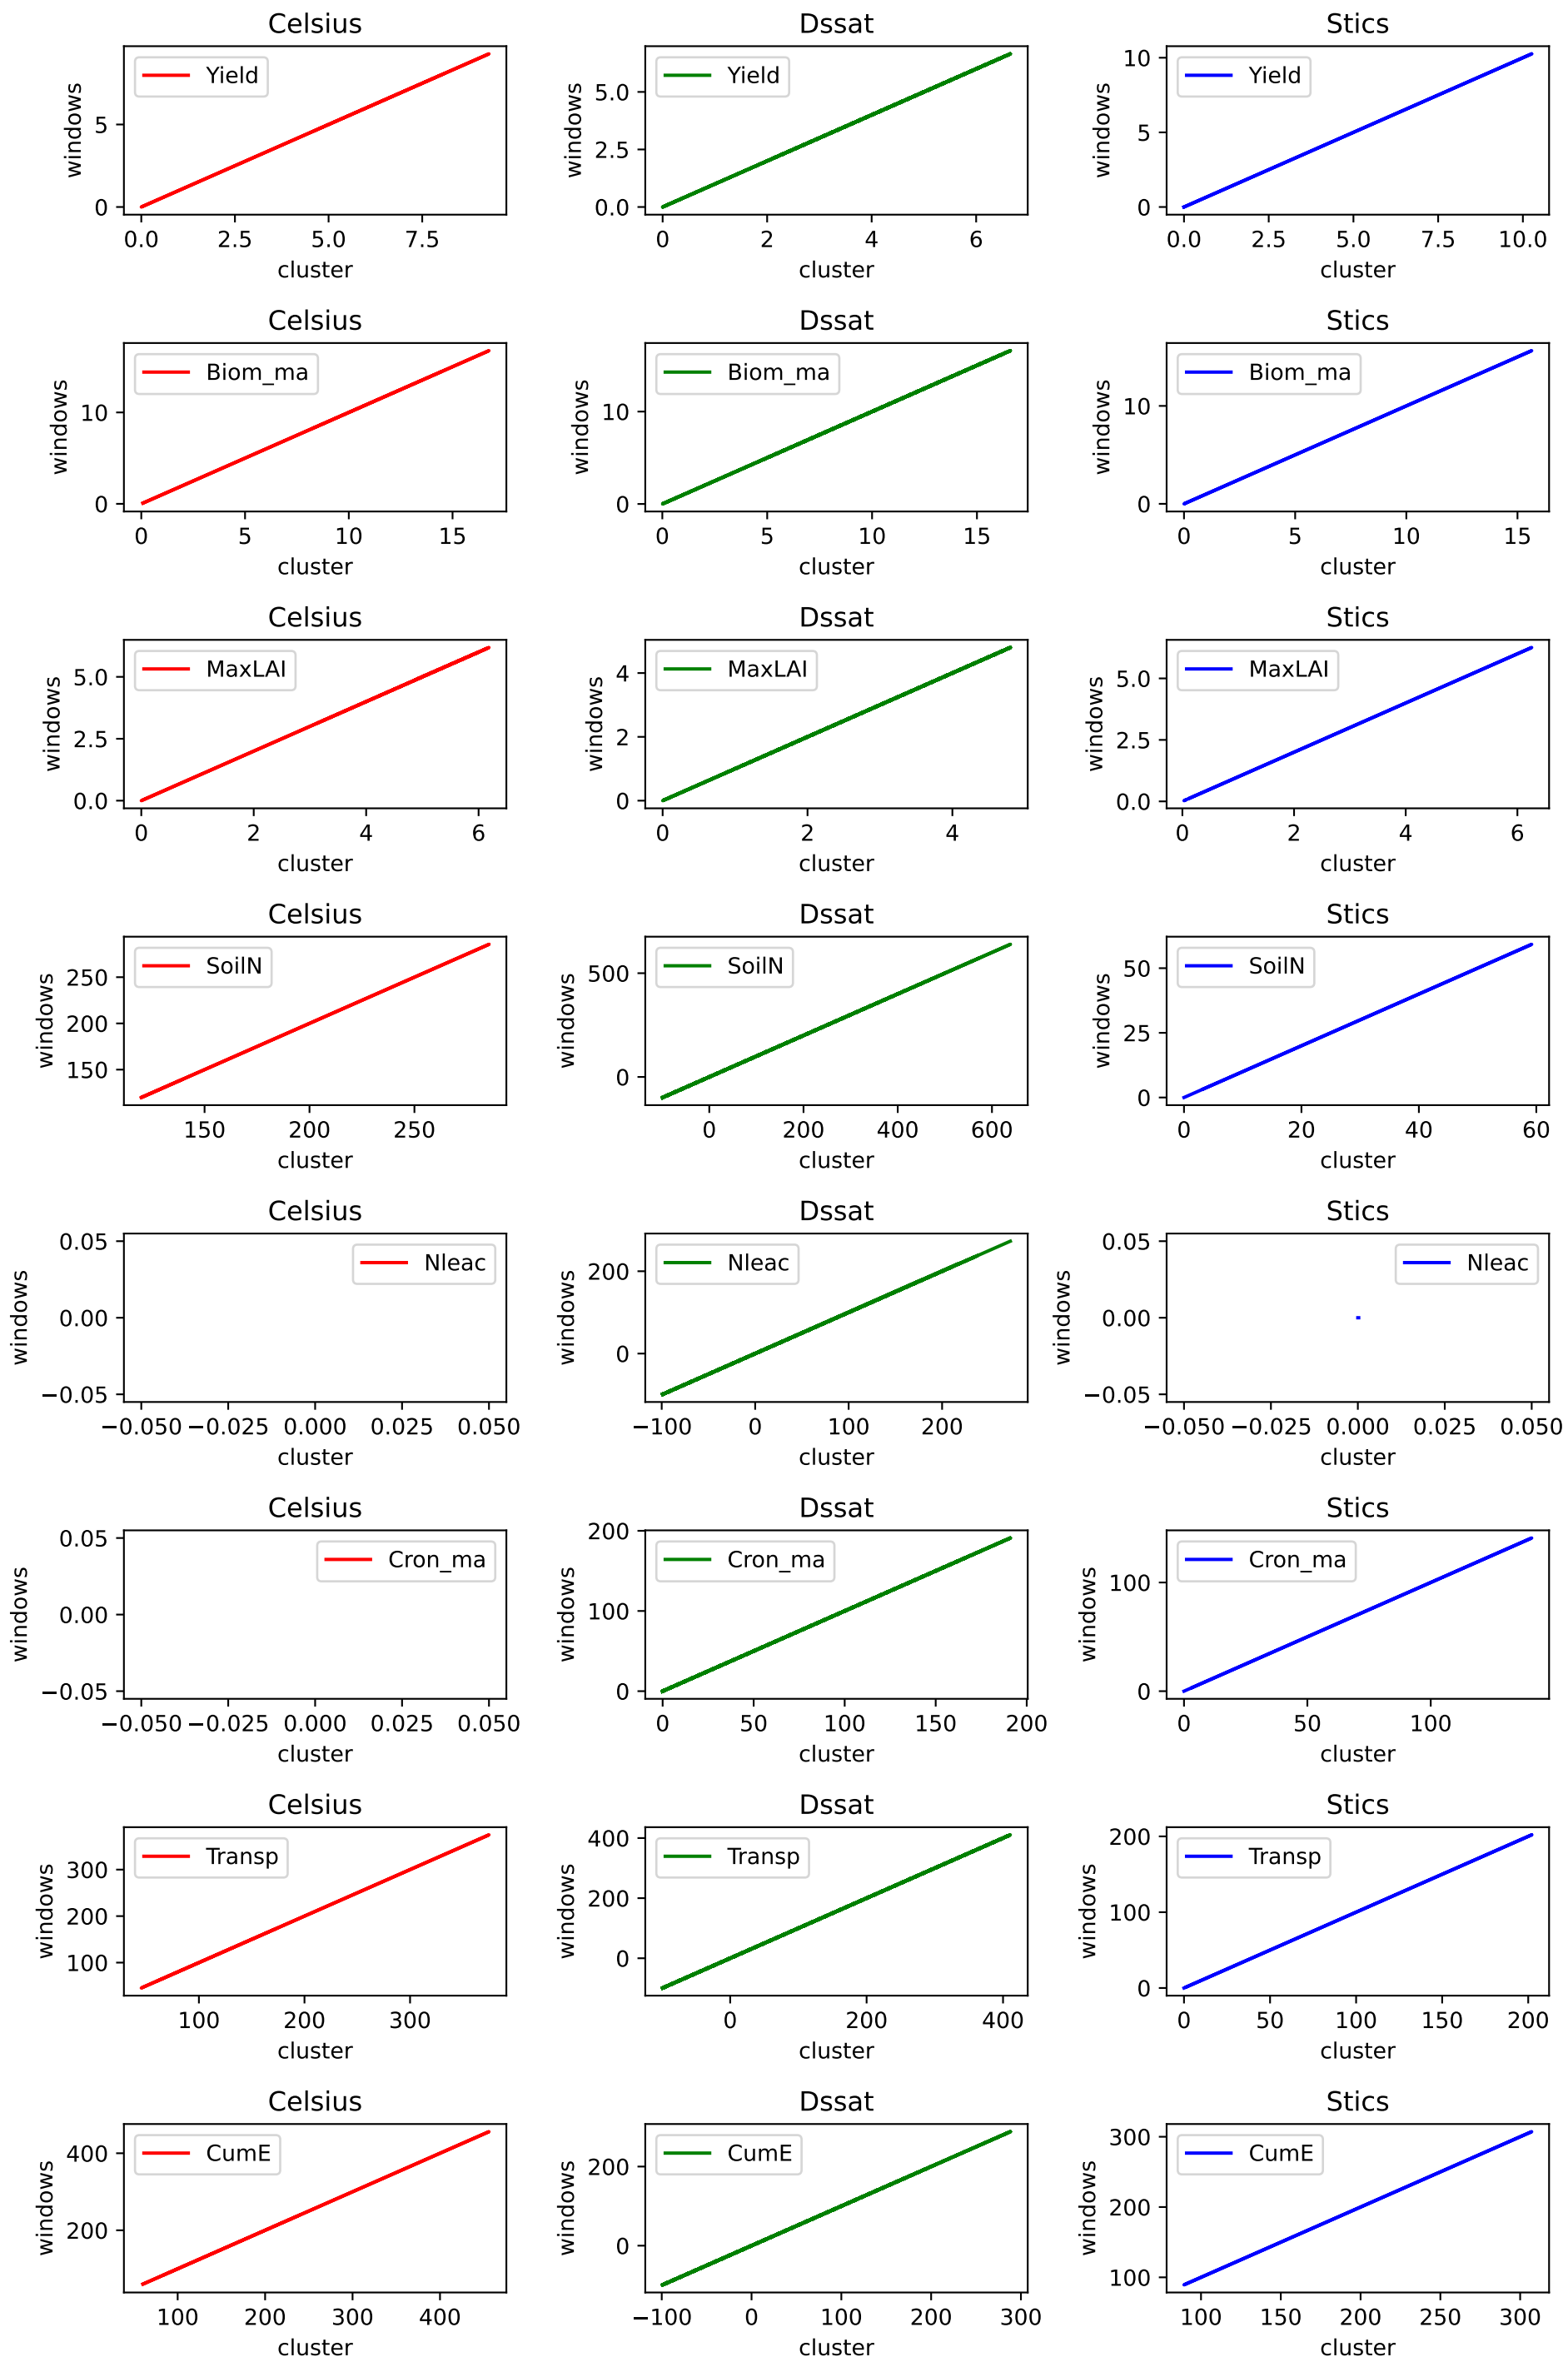 Celsius Dssat Stics
Yield Yield Yield
windows windows windows
5 0 5.0 2.5 0.0 10 5 0
0.0 2.5 5.0 7.5 0 2 4 6 0.0 2.5 5.0 7.5 10.0
cluster cluster cluster
Celsius Dssat Stics
Biom_ma Biom_ma Biom_ma
windows windows windows
10 0 10 0 10 0
0 5 10 15 0 5 10 15 0 5 10 15
cluster cluster cluster
Celsius Dssat Stics
MaxLAI MaxLAI MaxLAI
windows windows windows
5.0 2.5 0.0 4 2 0 5.0 2.5 0.0
0 2 4 6 0 2 4 0 2 4 6
cluster cluster cluster
Celsius Dssat Stics
SoilN SoilN SoilN
windows windows windows
250 200 150 500 0 50 25 0
150 200 250 0 200 400 600 0 20 40 60
cluster cluster cluster
Celsius Dssat Stics
Nleac Nleac Nleac
windows windows windows
0.05 0.00 −0.05 200 0 0.05 0.00 −0.05
−0.050 −0.025 0.000 0.025 0.050 −100 0 100 200 −0.050 −0.025 0.000 0.025 0.050
cluster cluster cluster
Celsius Dssat Stics
Cron_ma Cron_ma Cron_ma
windows windows windows
0.05 0.00 −0.05 200 100 0 100 0
−0.050 −0.025 0.000 0.025 0.050 0 50 100 150 200 0 50 100
cluster cluster cluster
Celsius Dssat Stics
Transp Transp Transp
windows windows windows
300 200 100 400 200 0 200 100 0
100 200 300 0 200 400 0 50 100 150 200
cluster cluster cluster
Celsius Dssat Stics
CumE CumE CumE
windows windows windows
400 200 200 0 300 200 100
100 200 300 400 −100 0 100 200 300 100 150 200 250 300
cluster cluster cluster